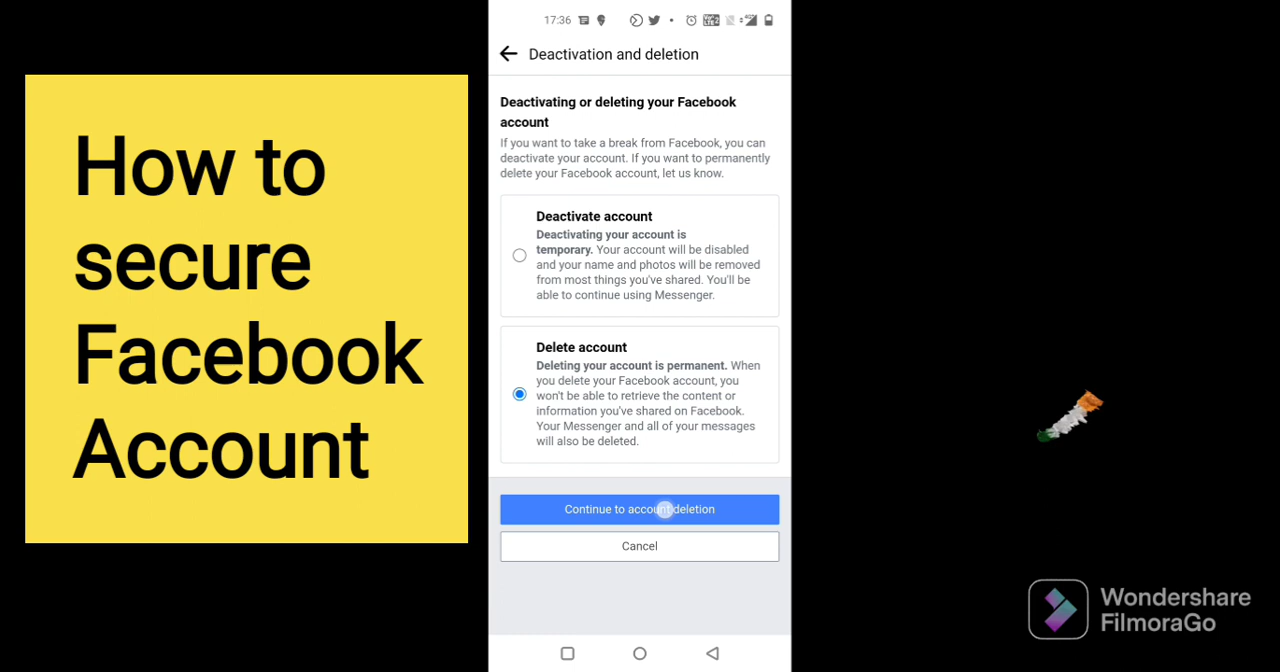 How to
secure
Facebook
Account
17:36
Deactivation and deletion
Deactivating or deleting your Facebook
account
If you want to take a break from Facebook, you can
deactivate your account. If you want to permanently
delete your Facebook account, let us know.
Deactivate account
Deactivating your account is
temporary. Your account will be disabled
and your name and photos will be removed
from most things you've shared. You'll be
able to continue using Messenger.
Delete account
Deleting your account is permanent. When
you delete your Facebook account, you
won't be able to retrieve the content or
information you've shared on Facebook.
Your Messenger and all of your messages
will also be deleted.
Continue to account deletion
Cancel
Wondershare
FilmoraGo